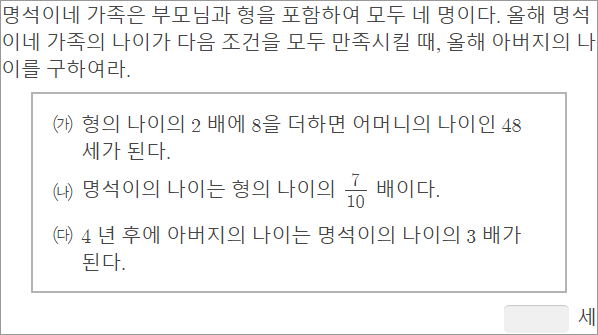 명석이네 가족은 부모님과 형을 포함하여 모두 네 명이다. 올해 명석
이네 가족의 나이가 다음 조건을 모두 만족시킬 때, 올해 아버지의 나
이를 구하여라.
㈎ 형의 나이의 2 배에 8을 더하면 어머니의 나이인 48
세가 된다.
㈏ 명석이의 나이는 형의 나이의 7/10 배이다.
㈐ 4 년 후에 아버지의 나이는 명석이의 나이의 3 배가
된다.
세